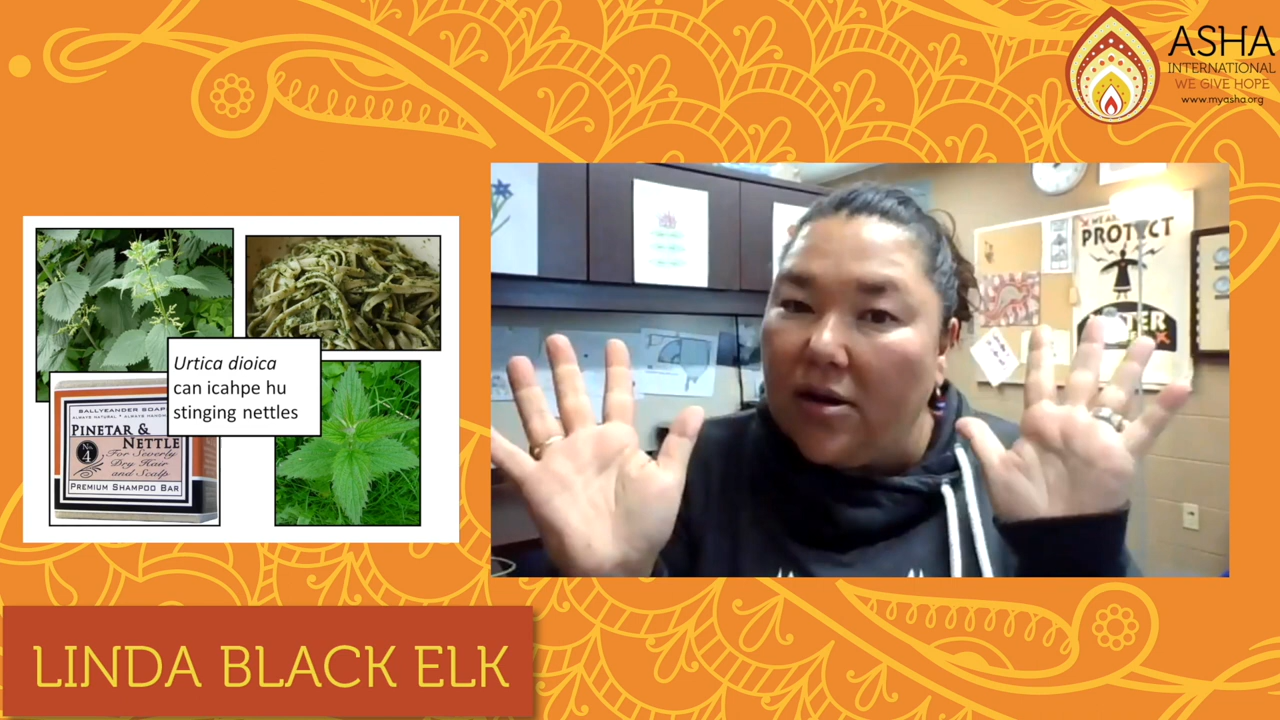 ASHA
INTERNATIONAL
WE GIVE HOPE
www.myasha.org
Urtica dioica
can icahpe hu
stinging nettles
BALLYEANDER SOAP
PINETAR &
NETTLE
No.
4
For Severly
Dry Hair
and Scalp
PREMIUM SHAMPOO BAR
PROTECT
LINDA BLACK ELK